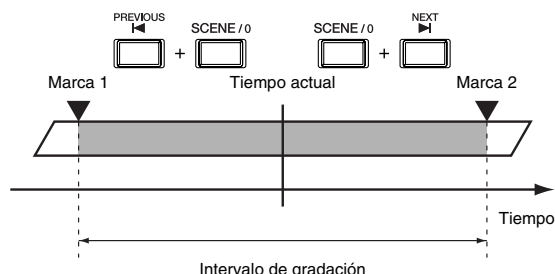 PREVIOUS
SCENE / 0
SCENE / 0
NEXT
+
+
Marca 1
Tiempo actual
Marca 2
Tiempo
Intervalo de gradación